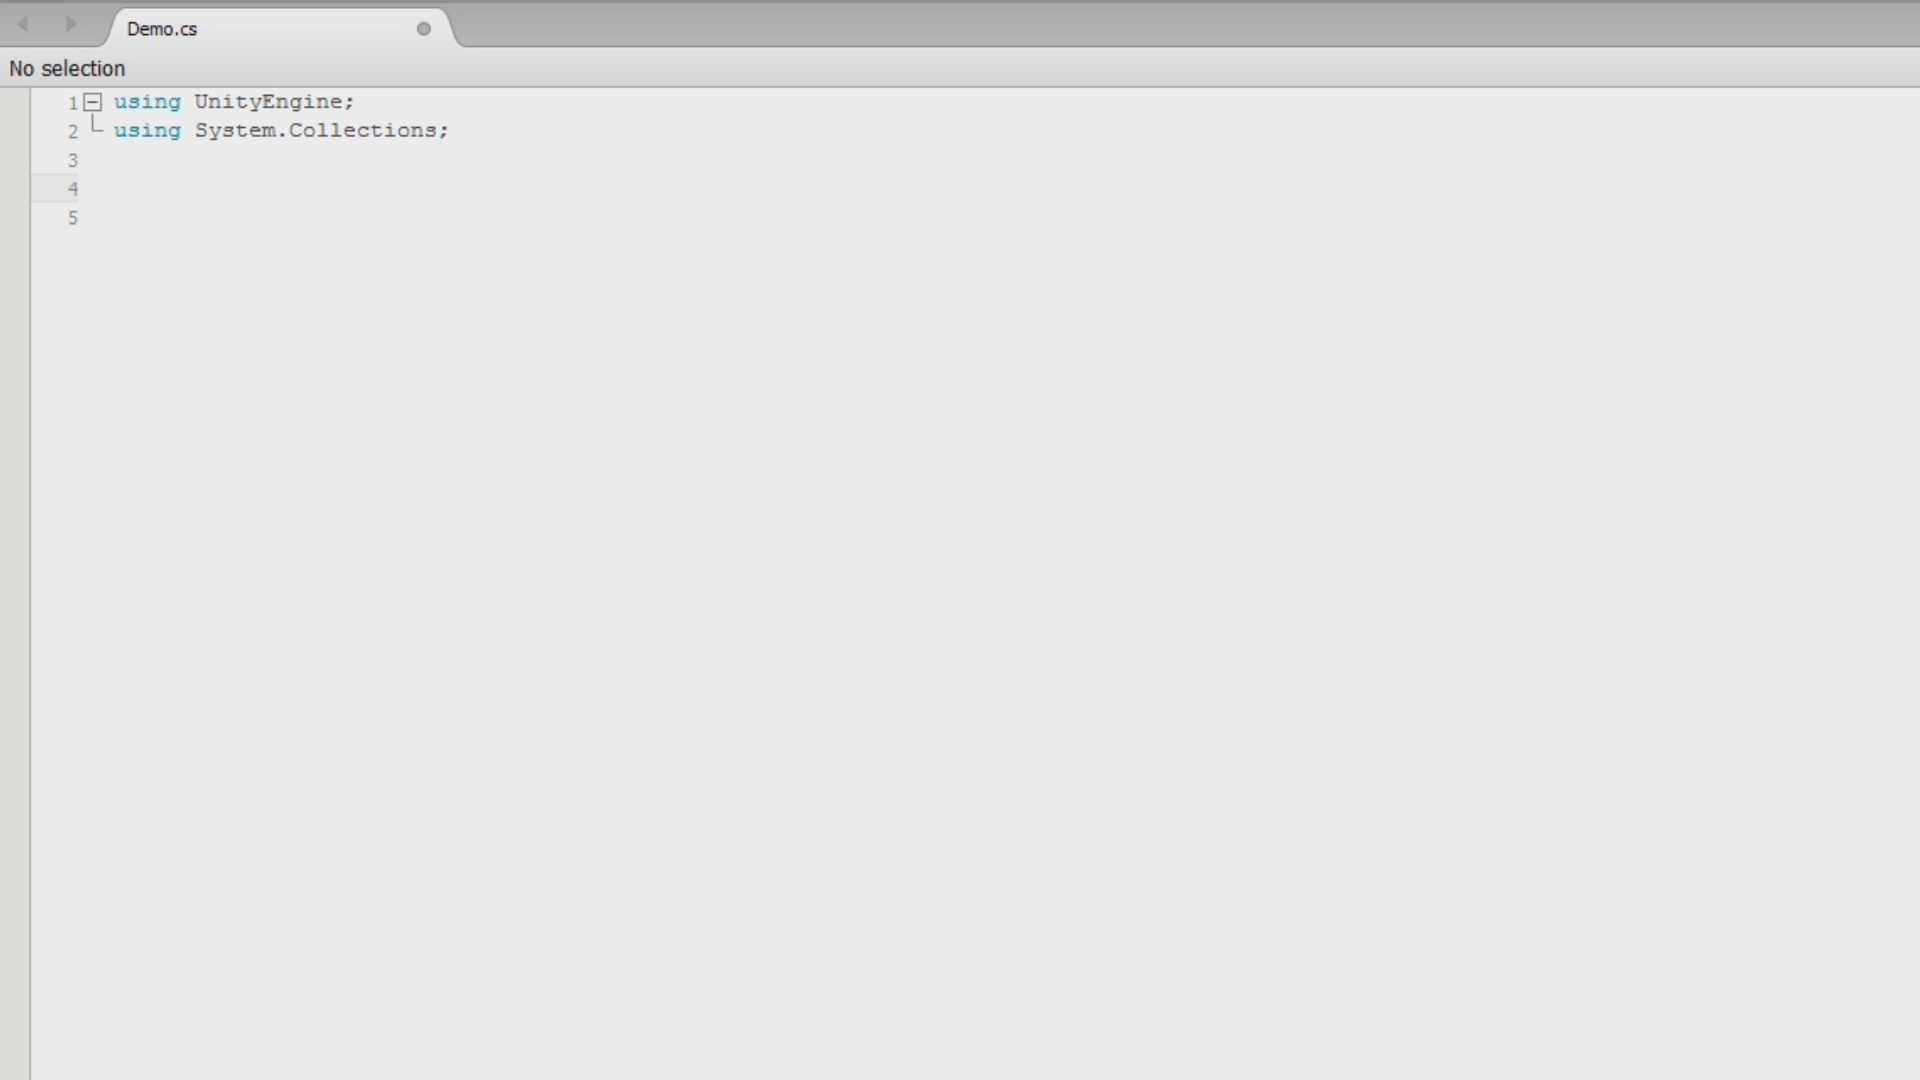 Demo.cs
No selection
1 using UnityEngine;
2 using System.Collections;
3
4
5